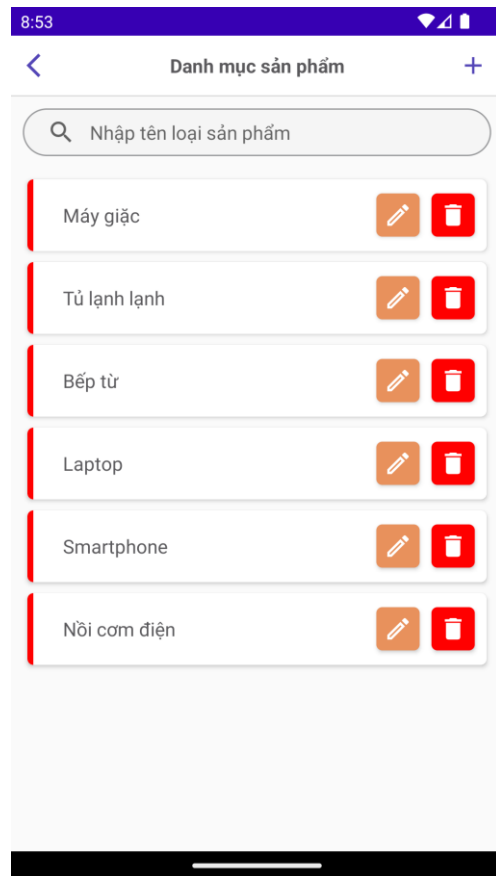 8:53
Danh mục sản phẩm
Nhập tên loại sản phẩm
Máy giặc
Tủ lạnh lạnh
Bếp từ
Laptop
Smartphone
Nồi cơm điện